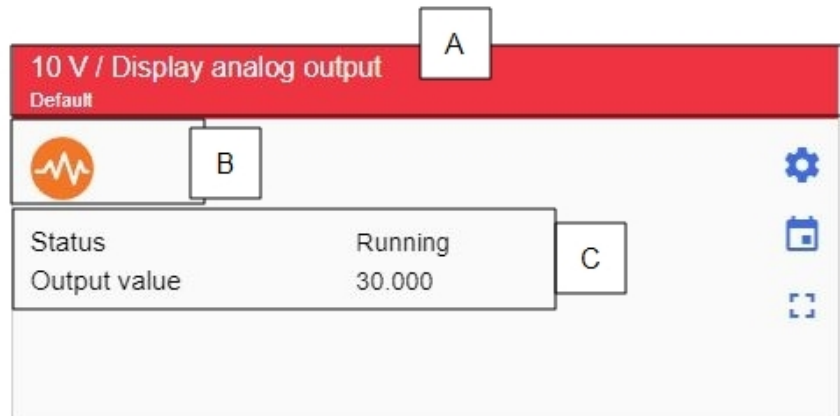 A
10 V / Display analog output
Default
B
Status Running
Output value 30.000
C